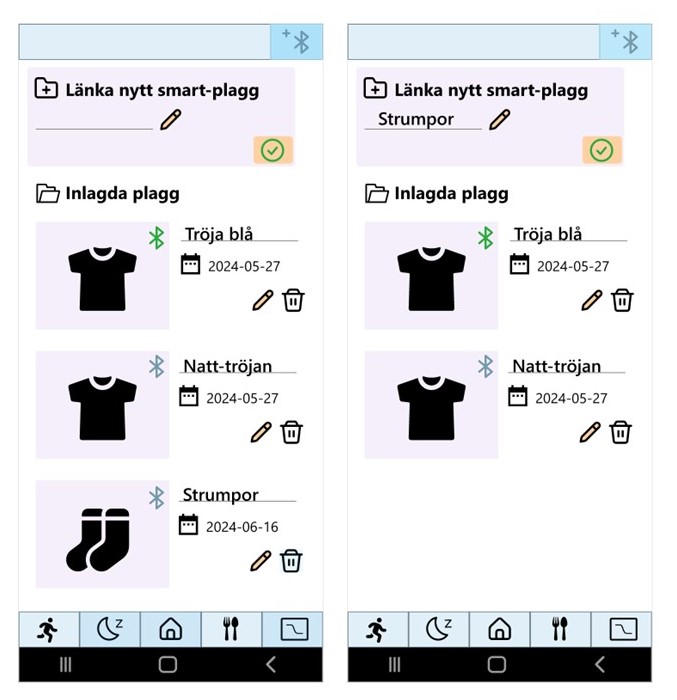 Länka nytt smart-plagg
Inlagda plagg
Tröja blå
2024-05-27
Natt-tröjan
2024-05-27
Strumpor
2024-06-16
z
Länka nytt smart-plagg
Strumpor
Inlagda plagg
Tröja blå
2024-05-27
Natt-tröjan
2024-05-27
z